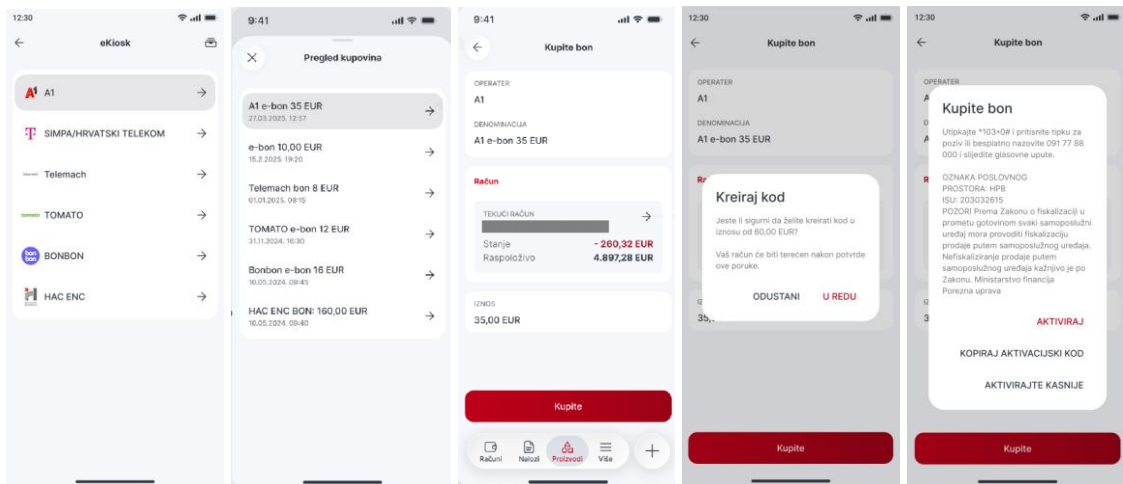 12:30
eKiosk
A1 A1
T SIMPA/HRVATSKI TELEKOM
Telemach
TOMATO
bon bon BONBON
HAC ENC
9:41
Pregled kupovina
A1 e-bon 35 EUR
27.03.2025. 12:57
e-bon 10,00 EUR
15.2.2025. 19:20
Telemach bon 8 EUR
01.01.2025. 08:15
TOMATO e-bon 12 EUR
31.11.2024. 16:30
Bonbon e-bon 16 EUR
10.05.2024. 09:45
HAC ENC BON: 160,00 EUR
10.05.2024. 09:40
9:41
Kupite bon
OPERATER
A1
DENOMINACIJA
A1 e-bon 35 EUR
Račun
TEKUĆI RAČUN
Stanje - 260,32 EUR
Raspoloživo 4.897,28 EUR
IZNOS
35,00 EUR
Kupite
Računi Nalozi Proizvodi Više
12:30
Kupite bon
OPERATER
A1
DENOMINACIJA
A1 e-bon 35 EUR
Kreiraj kod
Jeste li sigurni da želite kreirati kod u
iznosu od 60,00 EUR?
Vaš račun će biti terećen nakon potvrde
ove poruke.
ODUSTANI U REDU
Kupite
12:30
Kupite bon
OPERATER
Kupite bon
Utipkajte *103*0# i pritisnite tipku za
poziv ili besplatno nazovite 091 77 88
000 i slijedite glasovne upute.
OZNAKA POSLOVNOG
PROSTORA: HPB
ISU: 203032615
POZOR! Prema Zakonu o fiskalizaciji u
prometu gotovinom svaki samoposlužni
uređaj mora provoditi fiskalizaciju
prodaje putem samoposlužnog uređaja.
Nefiskaliziranje prodaje putem
samoposlužnog uređaja kažnjivo je po
Zakonu. Ministarstvo financija
Porezna uprava
AKTIVIRAJ
KOPIRAJ AKTIVACIJSKI KOD
AKTIVIRAJTE KASNIJE
Kupite